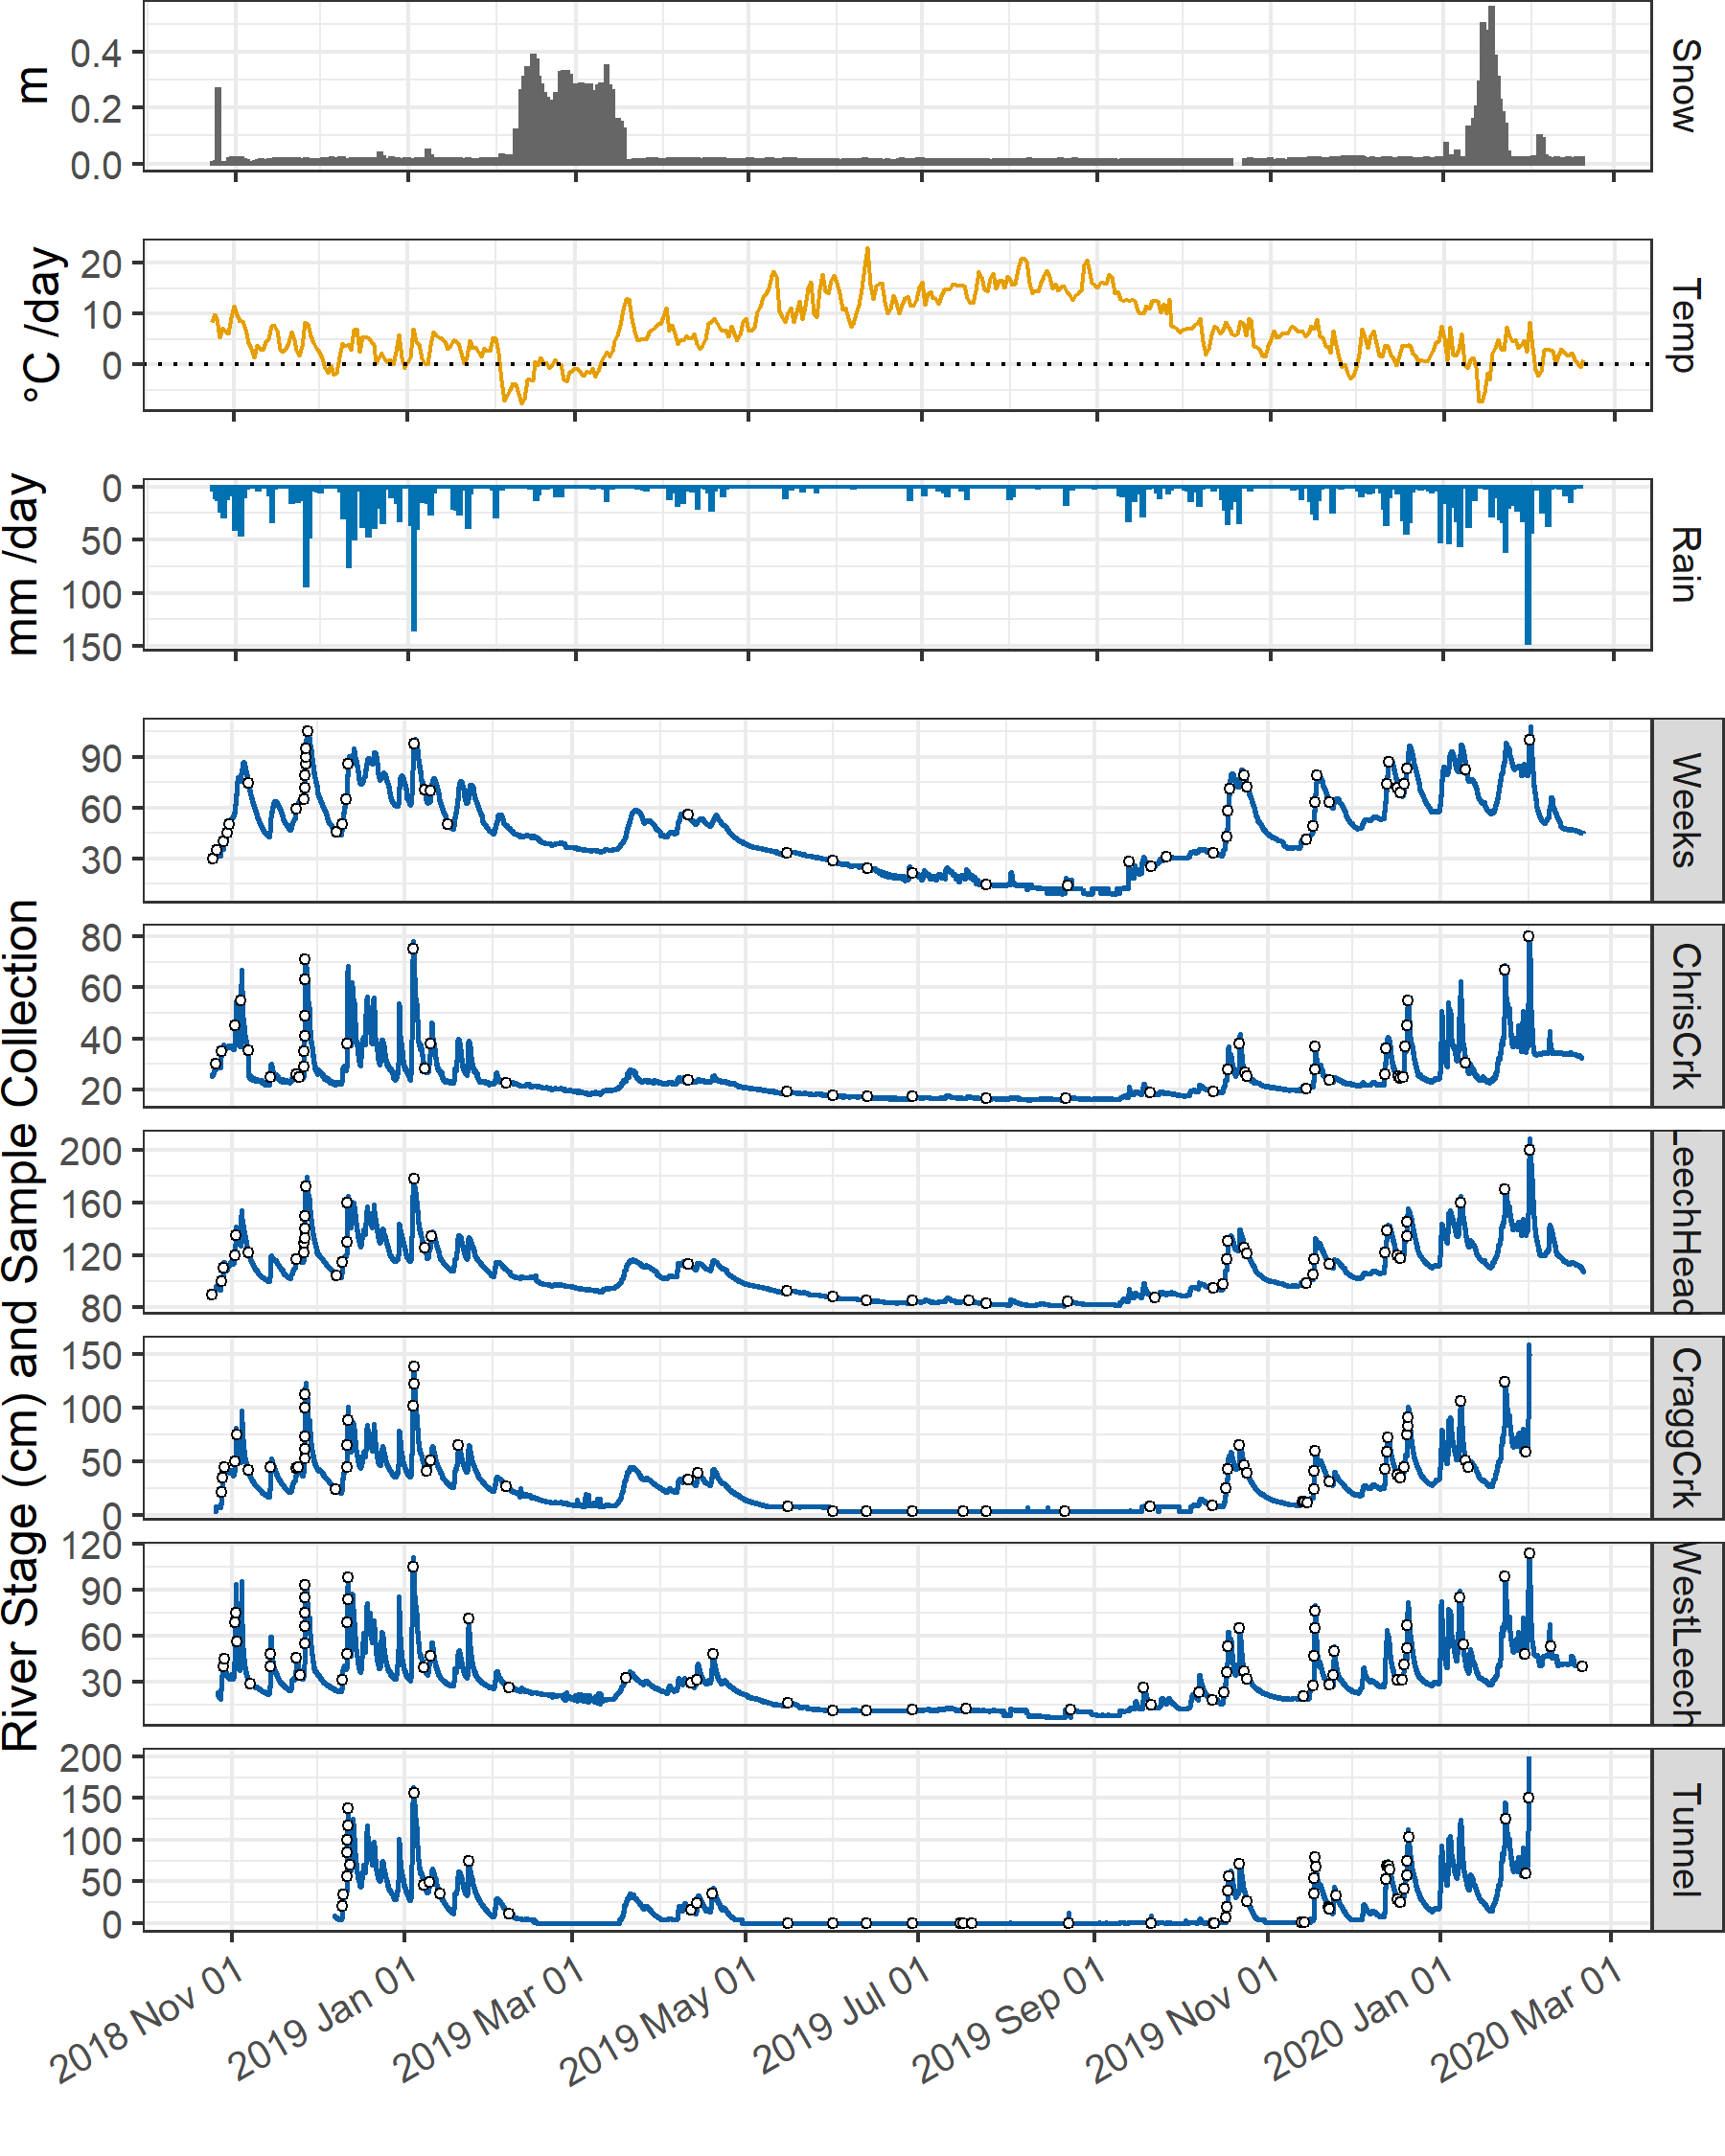 m
0.4
0.2
0.0
Snow
°C /day
20
10
0
Temp
mm /day
0
50
100
150
Rain
River Stage (cm) and Sample Collection
90
60
30
Weeks
80
60
40
20
ChrisCrk
200
160
120
80
LeechHead
150
100
50
0
CraggCrk
120
90
60
30
WestLeech
200
150
100
50
0
Tunnel
2018 Nov 01
2019 Jan 01
2019 Mar 01
2019 May 01
2019 Jul 01
2019 Sep 01
2019 Nov 01
2020 Jan 01
2020 Mar 01